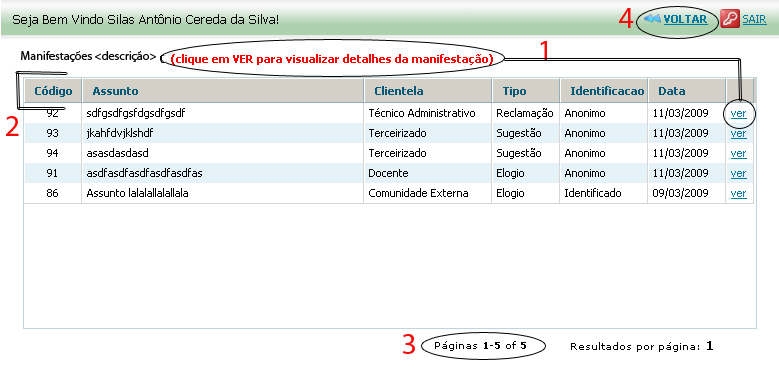 Seja Bem Vindo Silas Antônio Cereda da Silva! 4 VOLTAR SAIR
Manifestações <descrição> (clique em VER para visualizar detalhes da manifestação) 1
Código Assunto Clientela Tipo Identificacao Data
2
92 sdfgsdfgsfdgsdfgsdf Técnico Administrativo Reclamação Anonimo 11/03/2009 ver
93 jkahfdvjklshdf Terceirizado Sugestão Anonimo 11/03/2009 ver
94 asasdasdasd Terceirizado Sugestão Anonimo 11/03/2009 ver
91 asdfasdfasdfasdfasdfas Docente Elogio Anonimo 11/03/2009 ver
86 Assunto lalalallalallala Comunidade Externa Elogio Identificado 09/03/2009 ver
3 Páginas 1-5 of 5 Resultados por página: 1